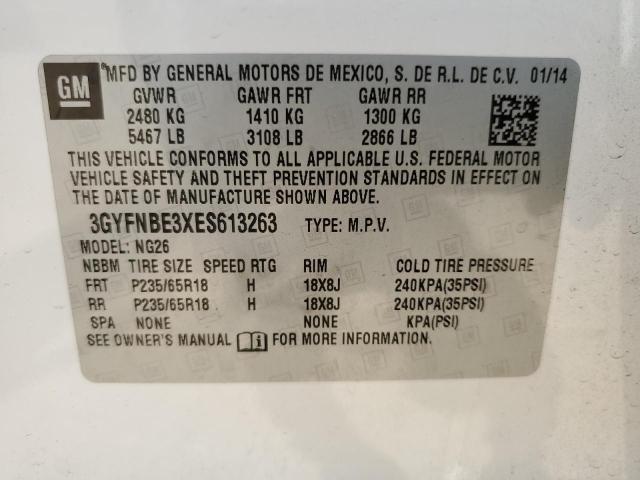 GM
MFD BY GENERAL MOTORS DE MEXICO, S. DE R.L. DE C.V. 01/14
GVWR GAWR FRT GAWR RR
2480 KG 1410 KG 1300 KG
5467 LB 3108 LB 2866 LB
THIS VEHICLE CONFORMS TO ALL APPLICABLE U.S. FEDERAL MOTOR
VEHICLE SAFETY AND THEFT PREVENTION STANDARDS IN EFFECT ON
THE DATE OF MANUFACTURE SHOWN ABOVE.
3GYFNBE3XES613263 TYPE: M.P.V.
MODEL: NG26
NBBM TIRE SIZE SPEED RTG RIM COLD TIRE PRESSURE
FRT P235/65R18 H 18X8J 240KPA(35PSI)
RR P235/65R18 H 18X8J 240KPA(35PSI)
SPA NONE NONE KPA(PSI)
SEE OWNER'S MANUAL FOR MORE INFORMATION.